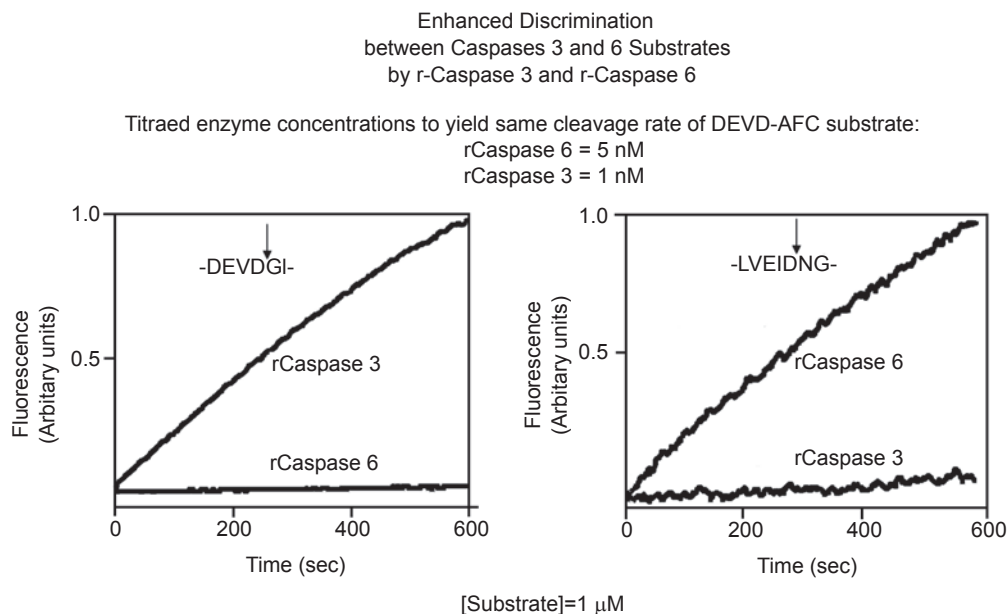 Enhanced Discrimination
between Caspases 3 and 6 Substrates
by r-Caspase 3 and r-Caspase 6
Titraed enzyme concentrations to yield same cleavage rate of DEVD-AFC substrate:
rCaspase 6 = 5 nM
rCaspase 3 = 1 nM
1.0
0.5
Fluorescence
(Arbitary units)
-DEVDGl-
rCaspase 3
rCaspase 6
0
200
400
600
Time (sec)
1.0
0.5
0
Fluorescence
(Arbitary units)
-LVEIDNG-
rCaspase 6
rCaspase 3
0
200
400
600
Time (sec)
[Substrate]=1 μM